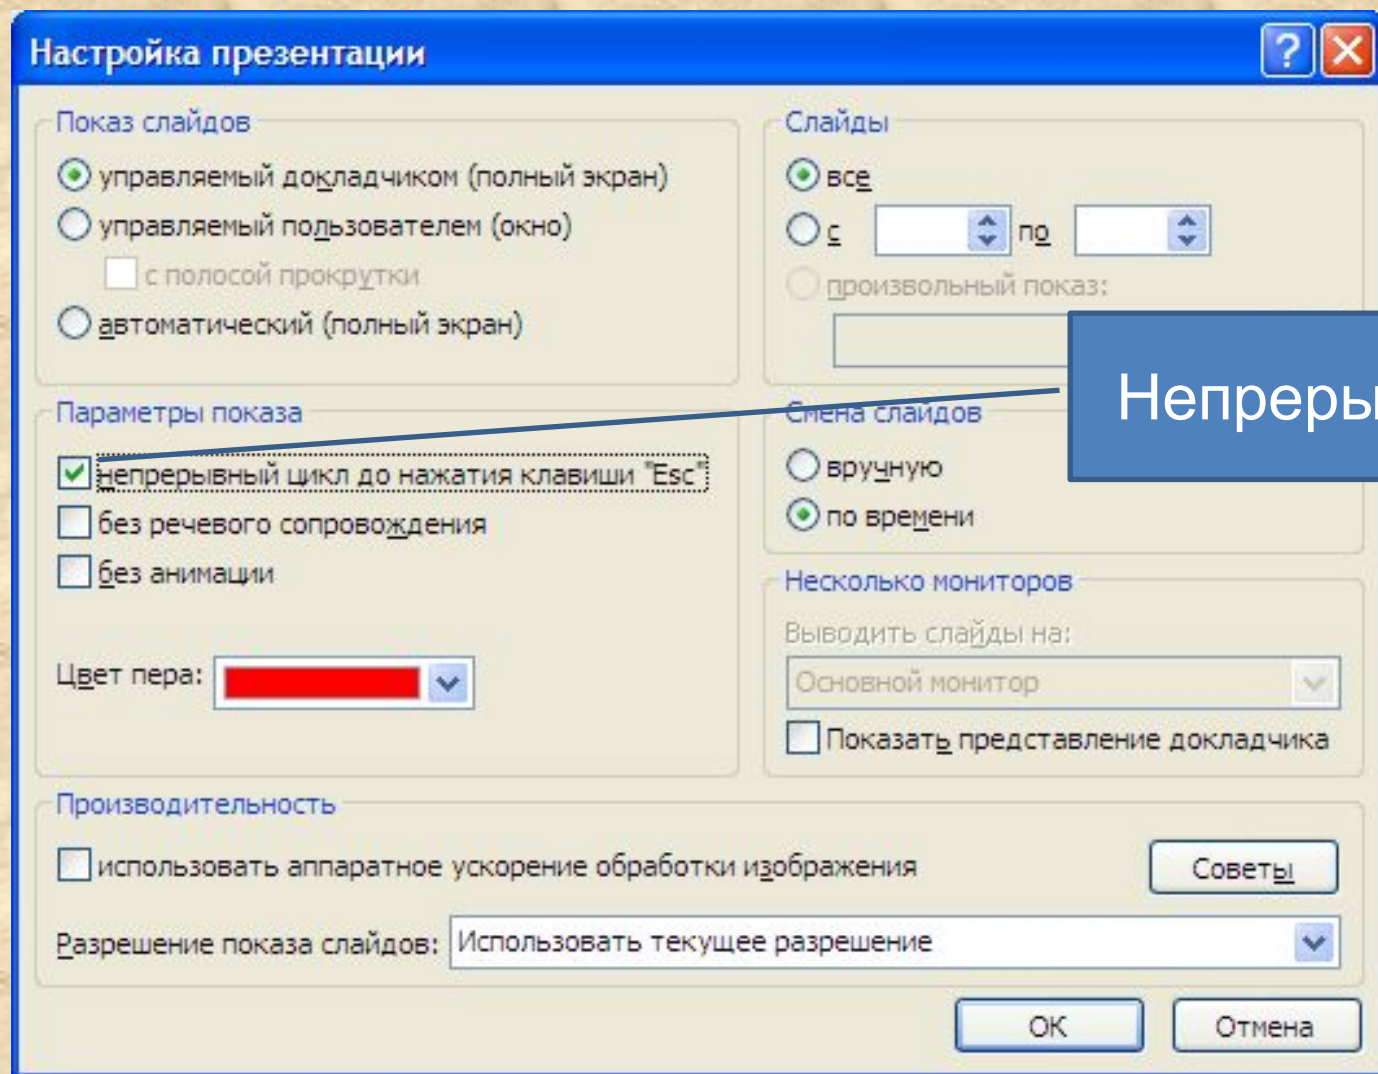 Настройка презентации
Показ слайдов
управляемый докладчиком (полный экран)
управляемый пользователем (окно)
с полосой прокрутки
автоматический (полный экран)
Слайды
все
с по
произвольный показ:
Параметры показа
непрерывный цикл до нажатия клавиши "Esc"
без речевого сопровождения
без анимации
Цвет пера:
Смена слайдов
вручную
по времени
Несколько мониторов
Выводить слайды на:
Основной монитор
Показать представление докладчика
Производительность
использовать аппаратное ускорение обработки изображения
Советы
Разрешение показа слайдов: Использовать текущее разрешение
ОК Отмена